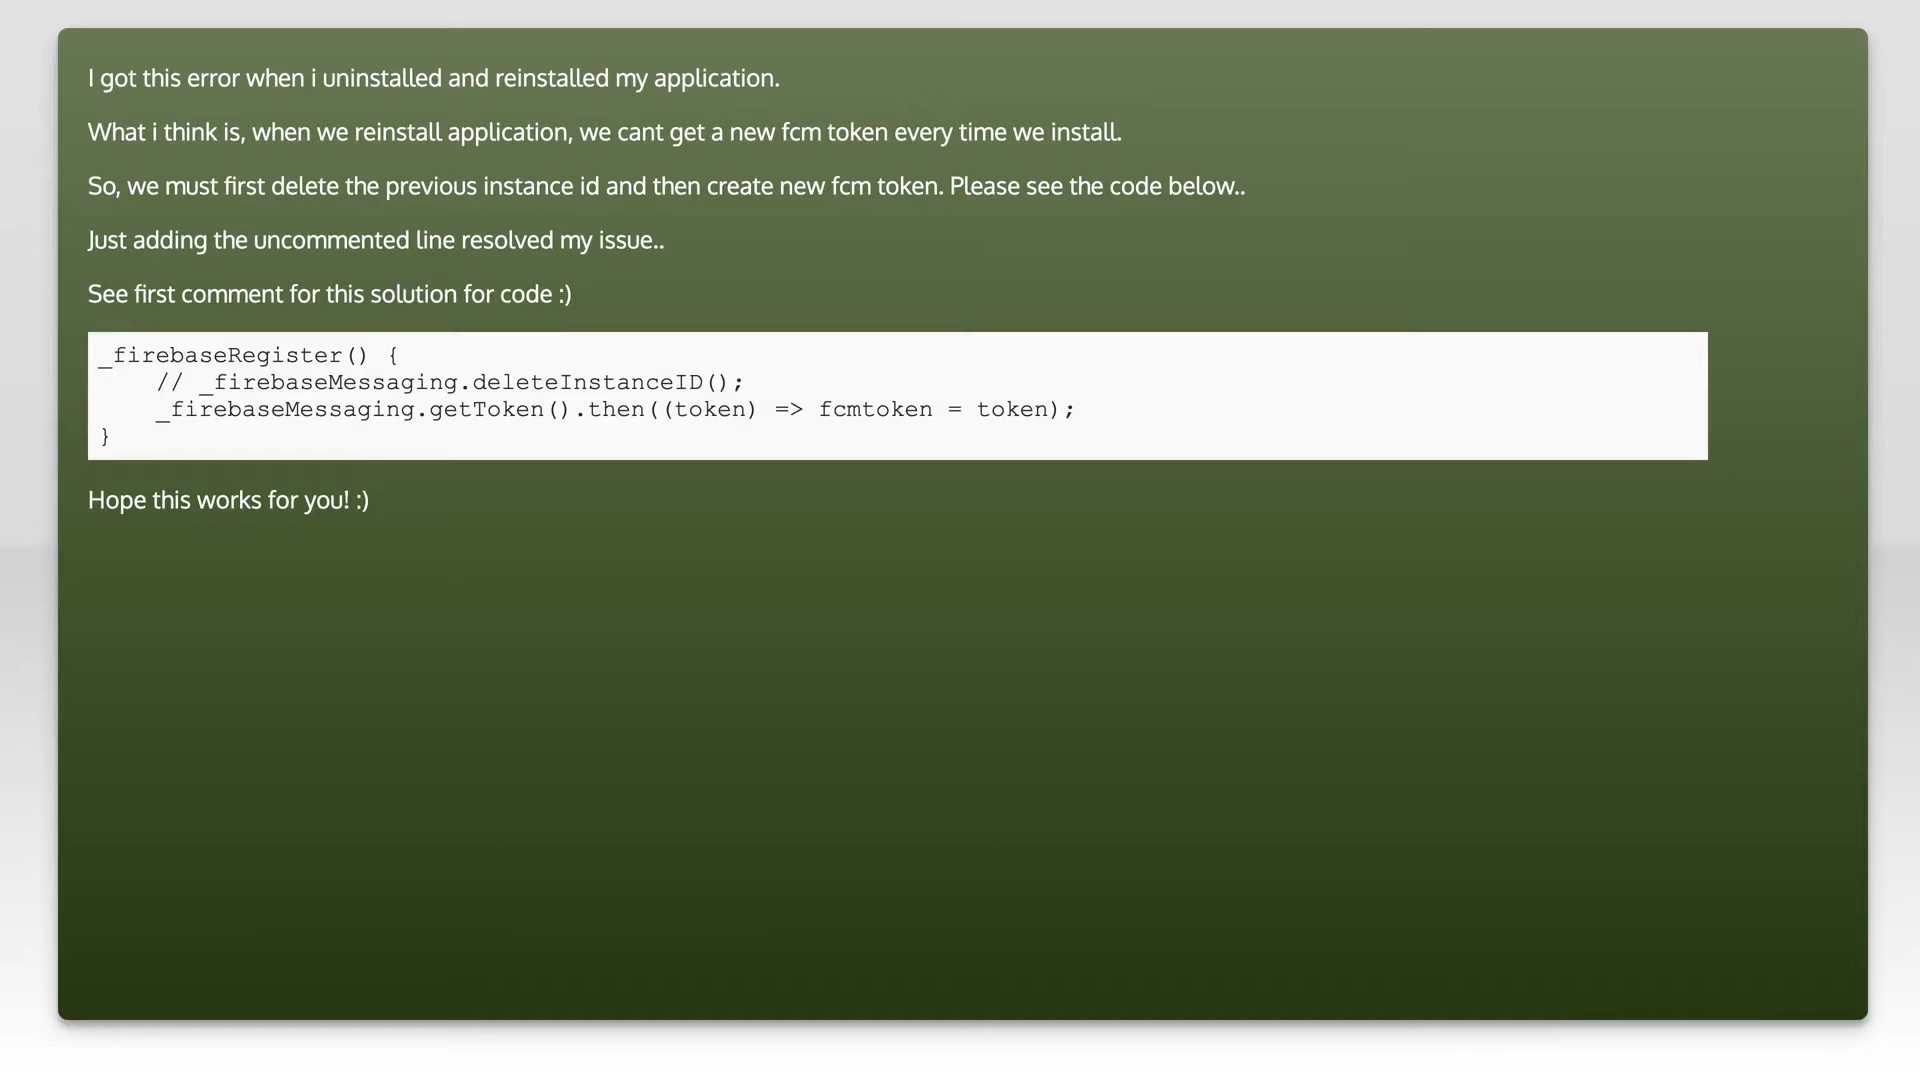 I got this error when i uninstalled and reinstalled my application.
What i think is, when we reinstall application, we cant get a new fcm token every time we install.
So, we must first delete the previous instance id and then create new fcm token. Please see the code below..
Just adding the uncommented line resolved my issue..
See first comment for this solution for code :)
_firebaseRegister() {
    // _firebaseMessaging.deleteInstanceID();
    _firebaseMessaging.getToken().then((token) => fcmtoken = token);
}
Hope this works for you! :)